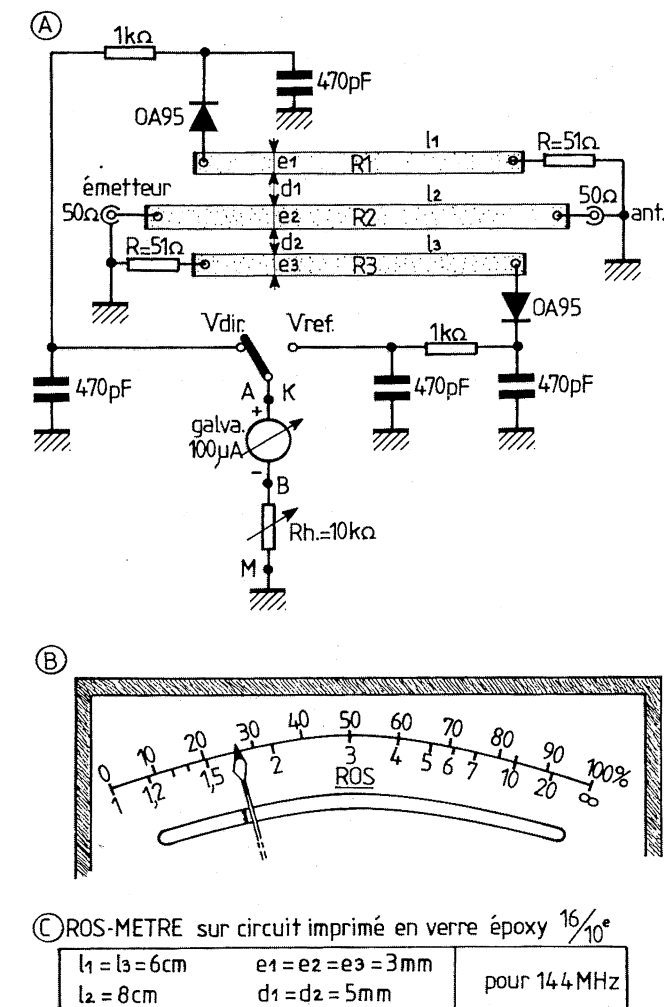 A
1kΩ
470pF
OA95
l1
R=51Ω
e1 R1
émetteur
d1
l2
50Ω
50Ω
e2 R2
ant.
R=51Ω
d2
l3
e3 R3
OA95
Vdir. Vref.
1kΩ
470pF
A K
470pF
470pF
+
galva.
100µA
-
B
Rh.=10kΩ
M
B
0 10 20 30 40 50 60 70 80 90 100%
1 1,2 1,5 2 3 4 5 6 7 10 20 ∞
ROS
C ROS-METRE sur circuit imprimé en verre époxy 16/10e
l1 = l3 = 6cm e1 = e2 = e3 = 3mm
pour 144MHz
l2 = 8cm d1 = d2 = 5mm